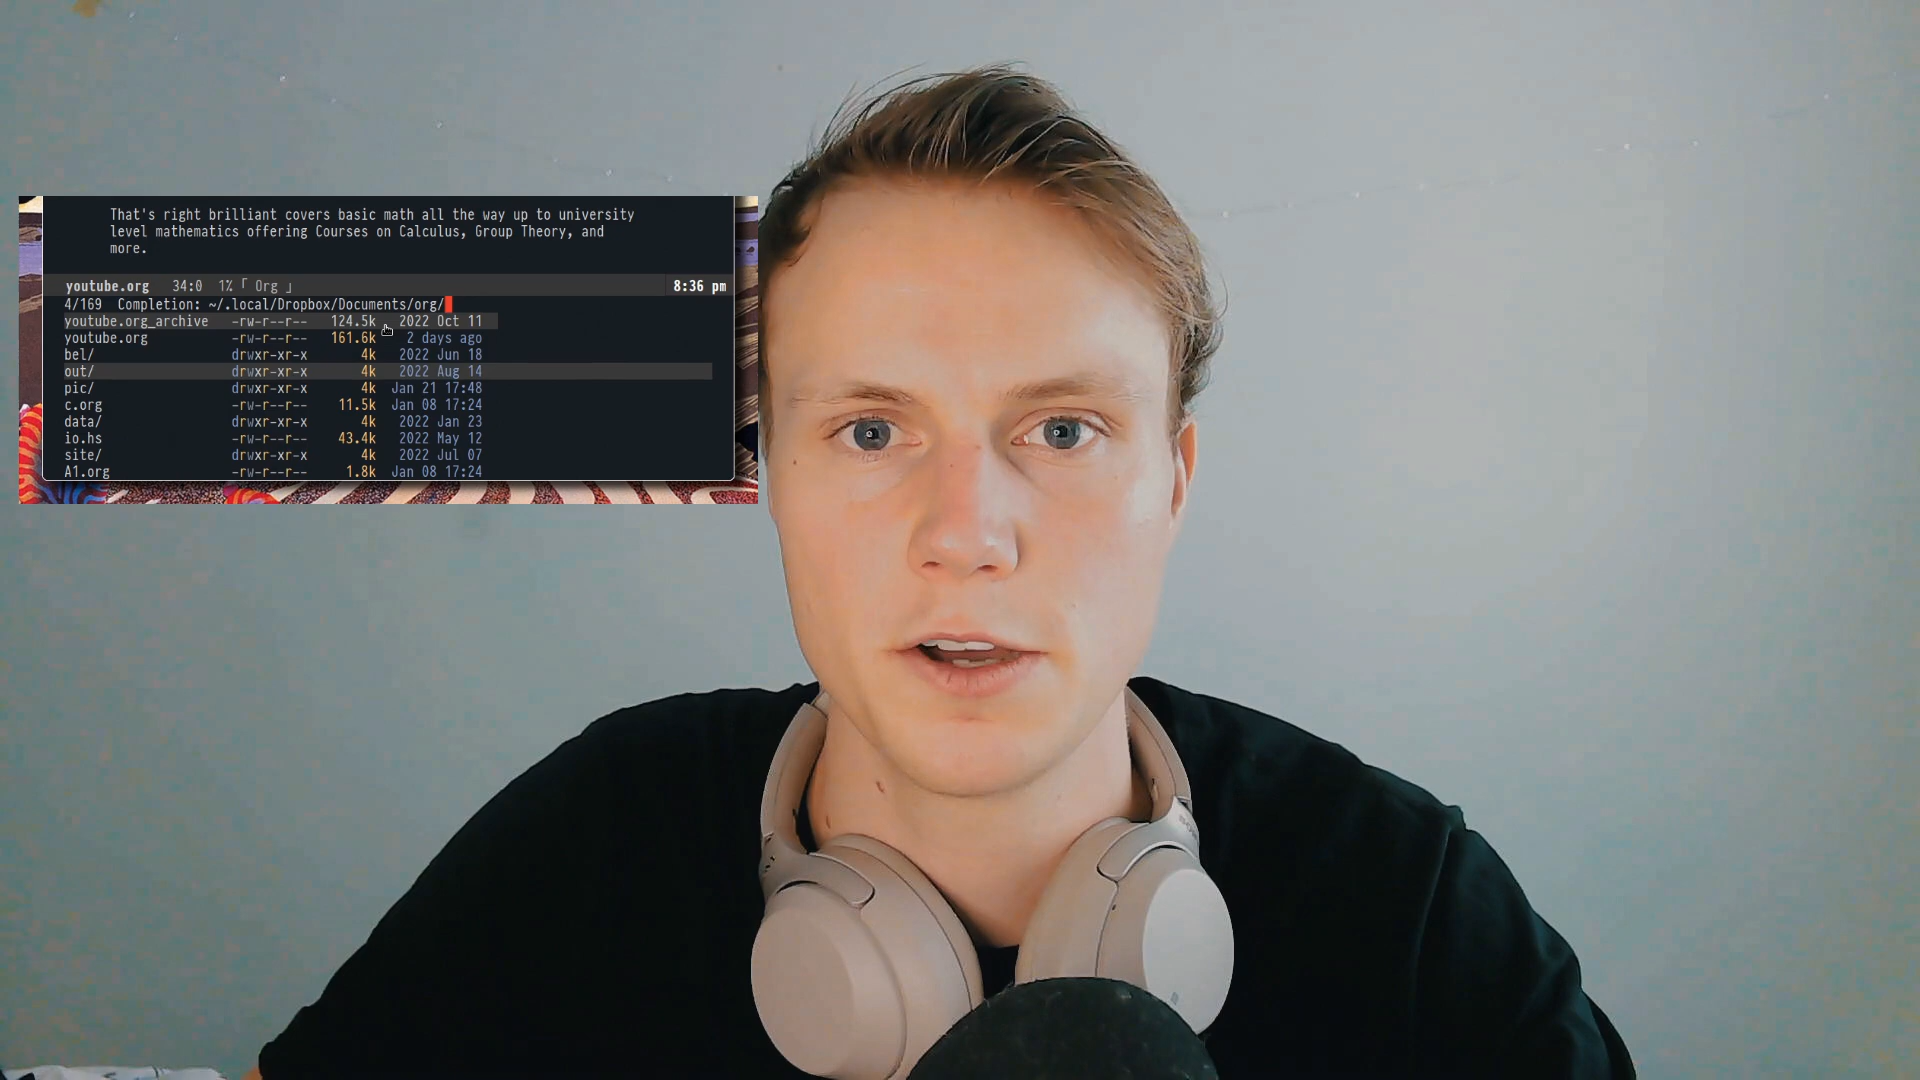 That's right brilliant covers basic math all the way up to university
level mathematics offering Courses on Calculus, Group Theory, and
more.
youtube.org 34:0 1% 「 Org 」 8:36 pm
4/169 Completion: ~/.local/Dropbox/Documents/org/
youtube.org_archive -rw-r--r-- 124.5k 2022 Oct 11
youtube.org -rw-r--r-- 161.6k 2 days ago
bel/ drwxr-xr-x 4k 2022 Jun 18
out/ drwxr-xr-x 4k 2022 Aug 14
pic/ drwxr-xr-x 4k Jan 21 17:48
c.org -rw-r--r-- 11.5k Jan 08 17:24
data/ drwxr-xr-x 4k 2022 Jan 23
io.hs -rw-r--r-- 43.4k 2022 May 12
site/ drwxr-xr-x 4k 2022 Jul 07
A1.org -rw-r--r-- 1.8k Jan 08 17:24